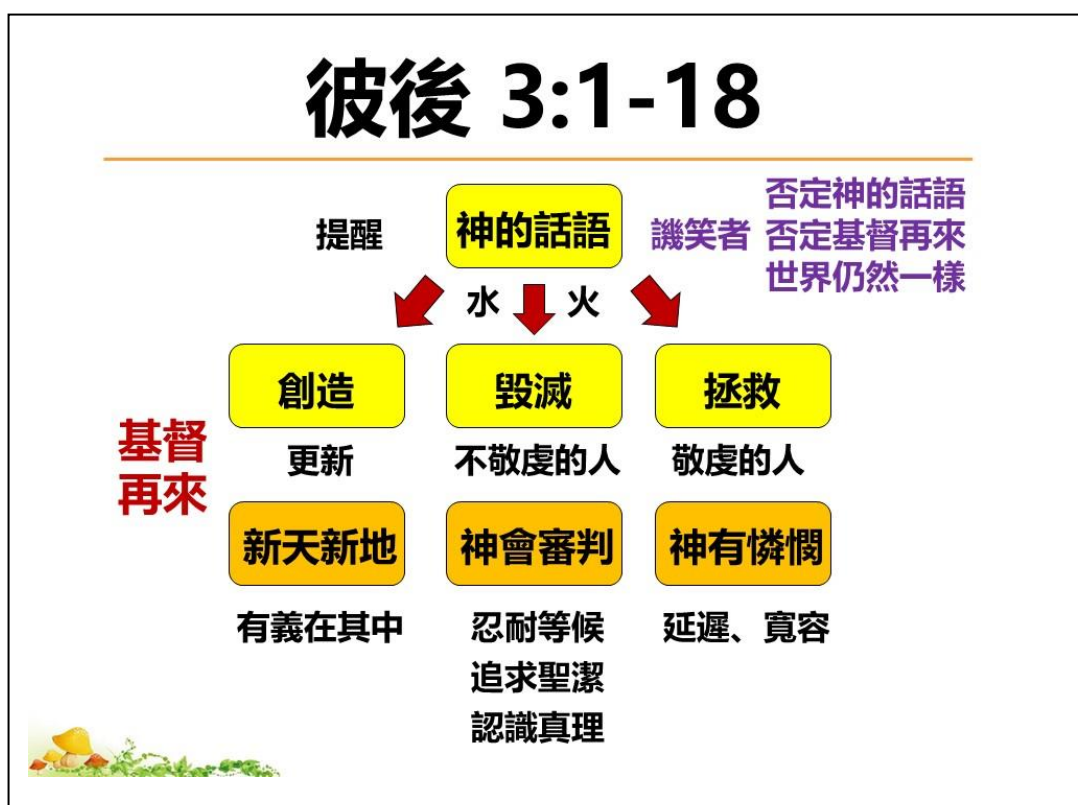 彼後 3:1-18
提醒
神的話語
譏笑者
否定神的話語
否定基督再來
世界仍然一樣
水
火
創造
毀滅
拯救
基督
再來
更新
不敬虔的人
敬虔的人
新天新地
神會審判
神有憐憫
有義在其中
忍耐等候
追求聖潔
認識真理
延遲、寬容